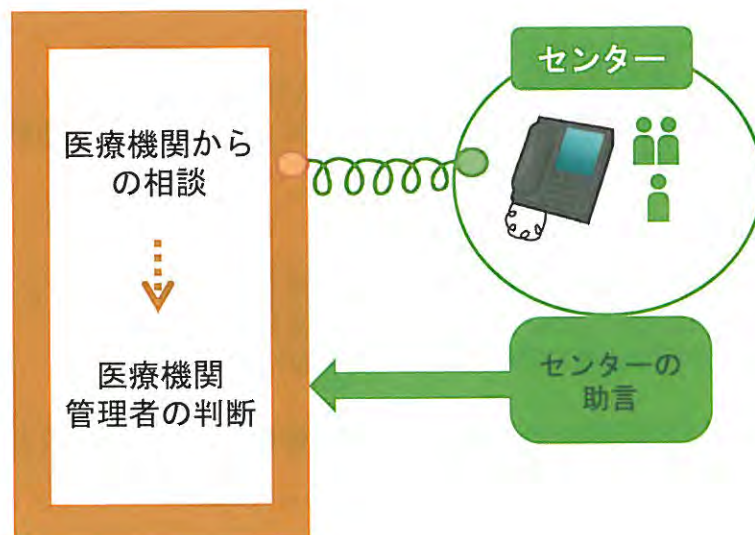 センター
医療機関から
の相談
医療機関
管理者の判断
センターの
助言